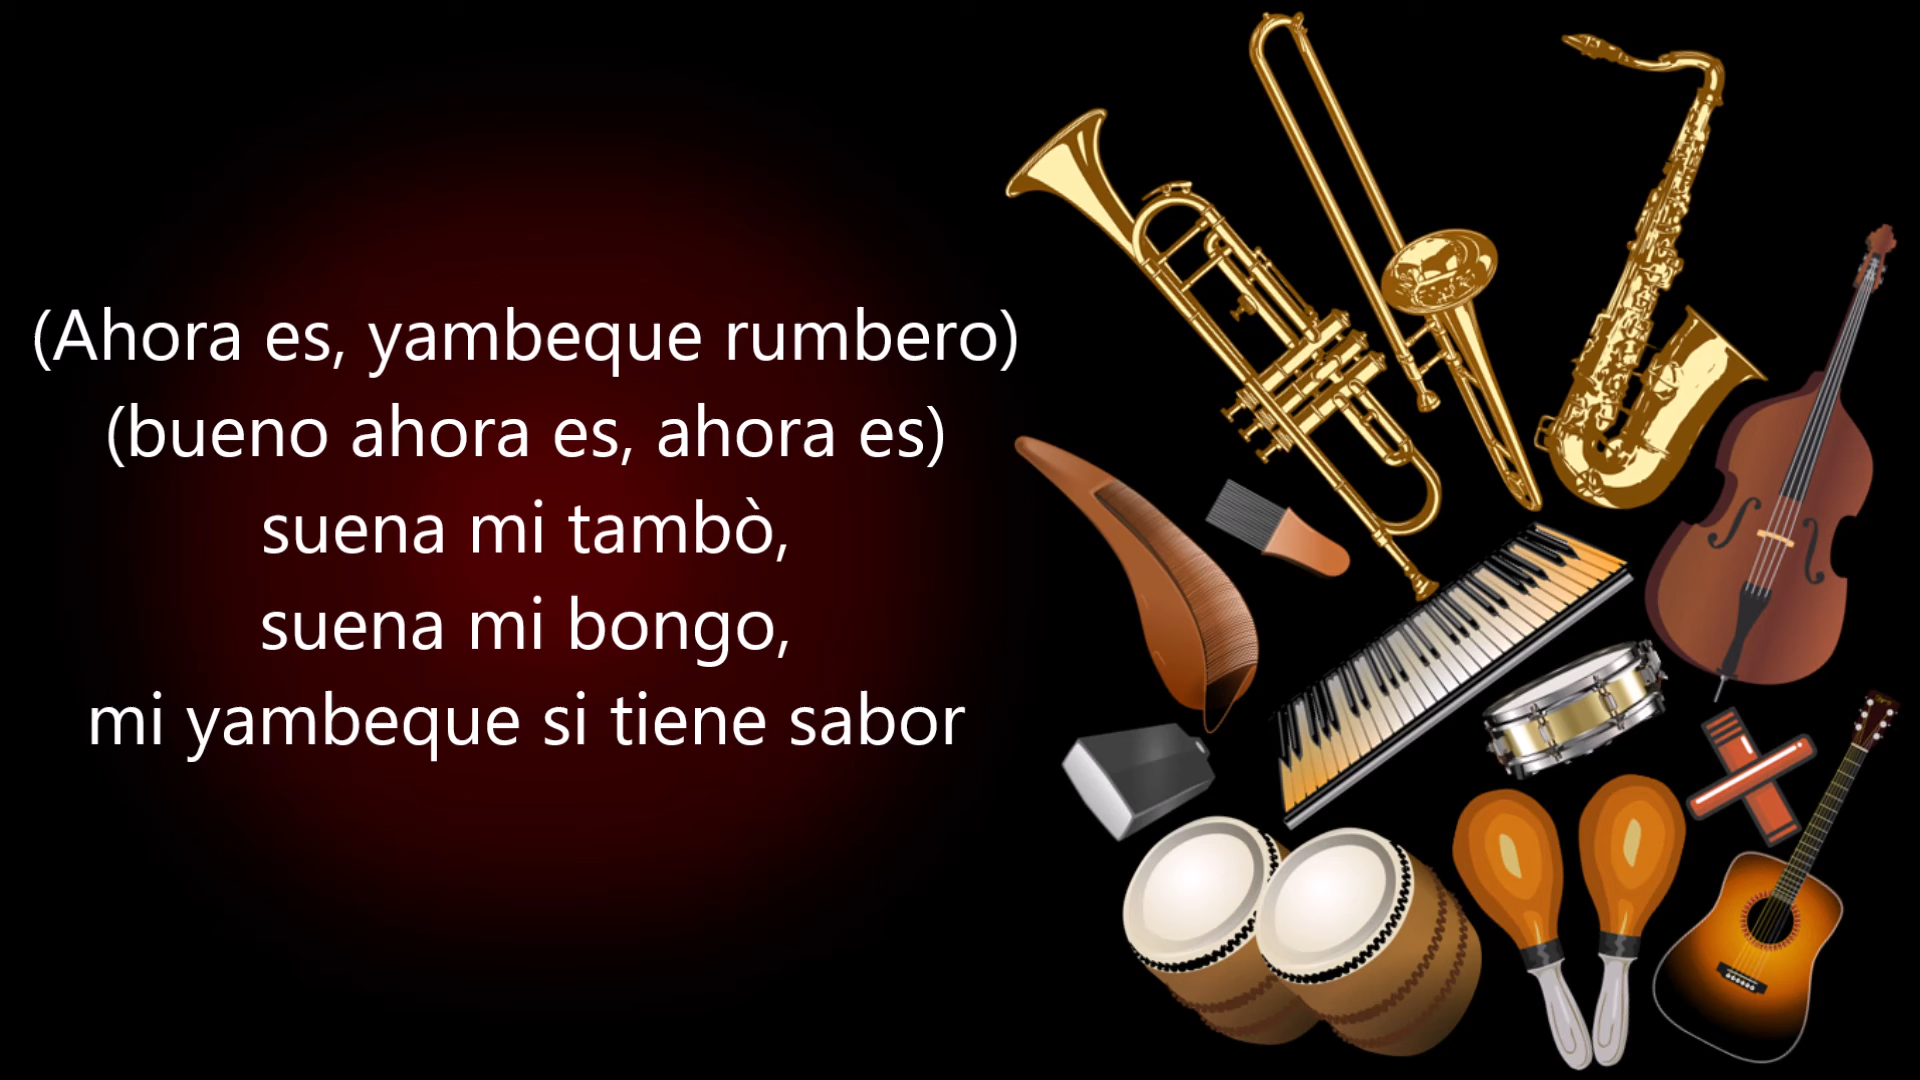 (Ahora es, yambeque rumbero)
(bueno ahora es, ahora es)
suena mi tambò,
suena mi bongo,
mi yambeque si tiene sabor